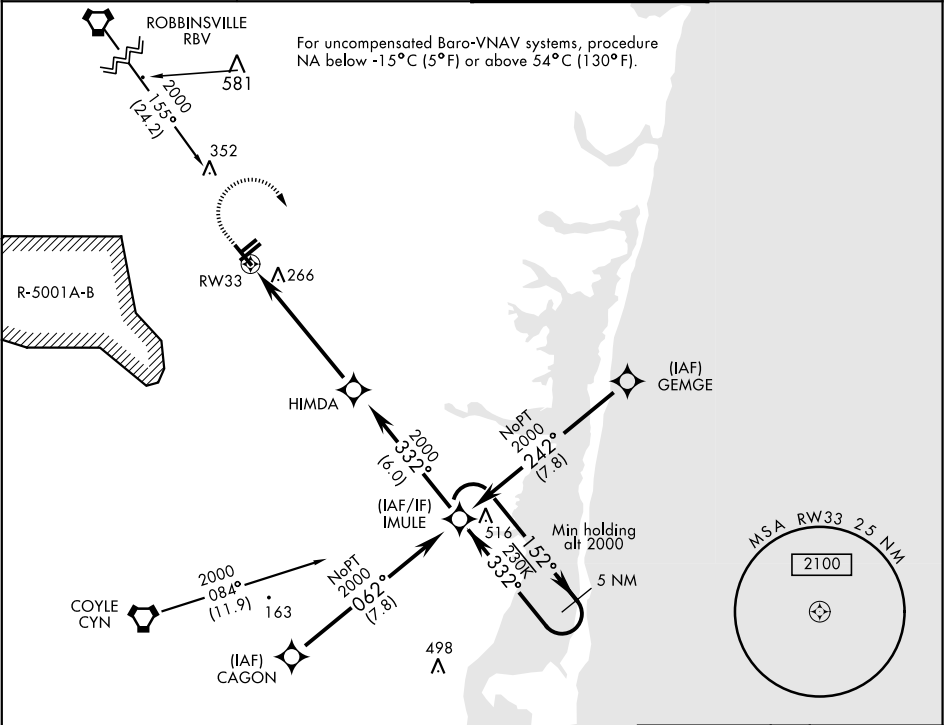 ROBBINSVILLE
RBV
For uncompensated Baro-VNAV systems, procedure
NA below -15°C (5°F) or above 54°C (130°F).
581
2000
155°
(24.2)
352
R-5001A-B
RW33
266
HIMDA
(IAF)
GEMGE
NoPT
2000
242°
(7.8)
2000
332°
(6.0)
(IAF/IF)
IMULE
516
Min holding
alt 2000
152°
230K
332°
5 NM
MSA RW33 25 NM
2100
COYLE
CYN
2000
084°
(11.9)
163
NoPT
2000
062°
(7.8)
(IAF)
CAGON
498